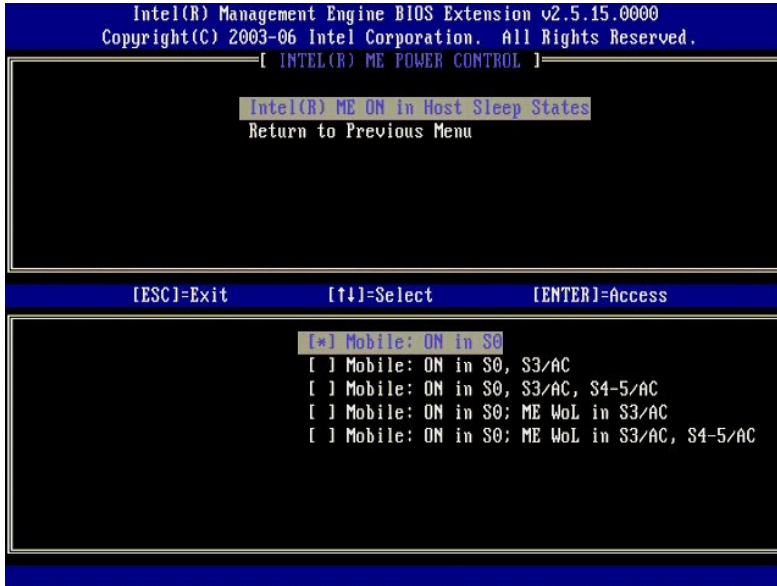 Intel(R) Management Engine BIOS Extension v2.5.15.0000
Copyright(C) 2003-06 Intel Corporation. All Rights Reserved.
[ INTEL(R) ME POWER CONTROL ]
Intel(R) ME ON in Host Sleep States
Return to Previous Menu
[ESC]=Exit [↑↓]=Select [ENTER]=Access
[*] Mobile: ON in S0
[ ] Mobile: ON in S0, S3/AC
[ ] Mobile: ON in S0, S3/AC, S4-5/AC
[ ] Mobile: ON in S0; ME WoL in S3/AC
[ ] Mobile: ON in S0; ME WoL in S3/AC, S4-5/AC